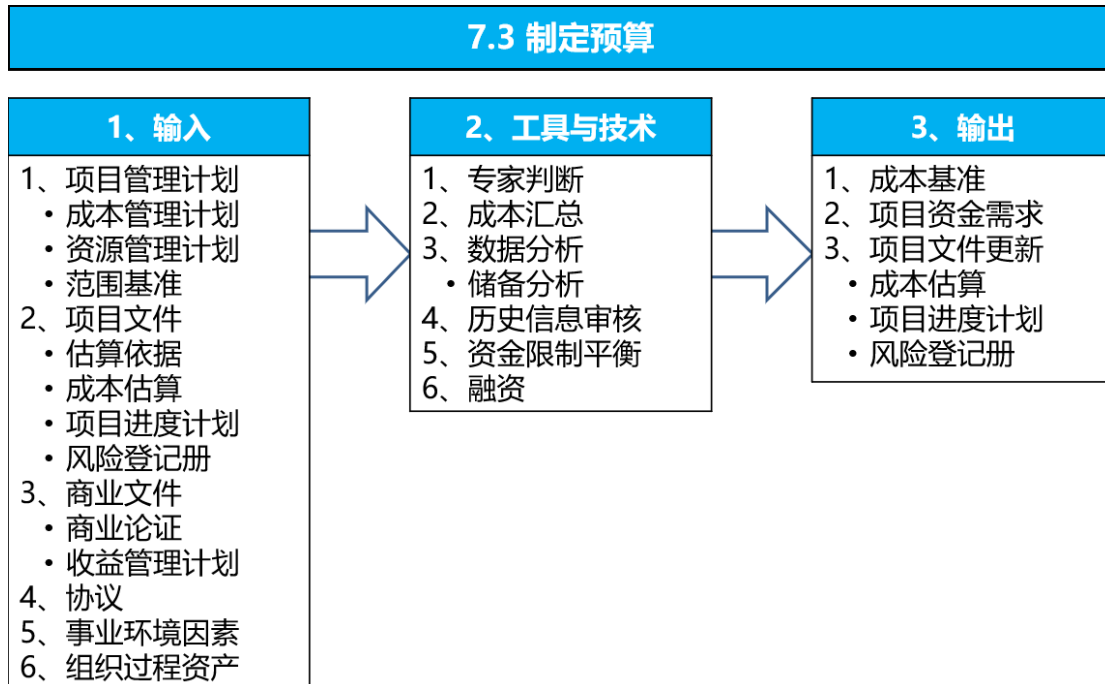 7.3 制定预算
1、输入
1、项目管理计划
• 成本管理计划
• 资源管理计划
• 范围基准
2、项目文件
• 估算依据
• 成本估算
• 项目进度计划
• 风险登记册
3、商业文件
• 商业论证
• 收益管理计划
4、协议
5、事业环境因素
6、组织过程资产
2、工具与技术
1、专家判断
2、成本汇总
3、数据分析
• 储备分析
4、历史信息审核
5、资金限制平衡
6、融资
3、输出
1、成本基准
2、项目资金需求
3、项目文件更新
• 成本估算
• 项目进度计划
• 风险登记册